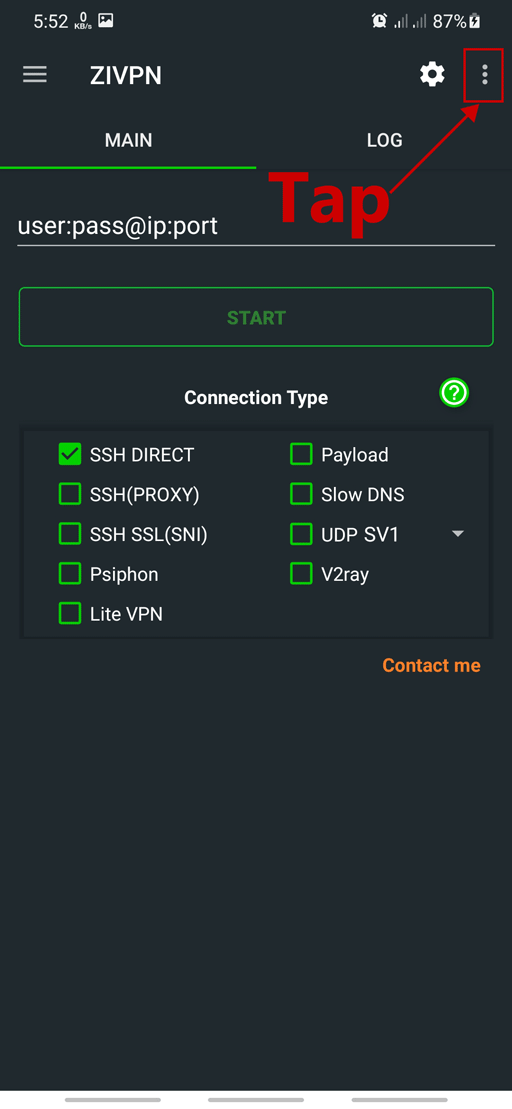 5:52 0 KB/s 87%
ZIVPN
MAIN LOG
Tap
user:pass@ip:port
START
Connection Type ?
SSH DIRECT Payload
SSH(PROXY) Slow DNS
SSH SSL(SNI) UDP SV1
Psiphon V2ray
Lite VPN
Contact me